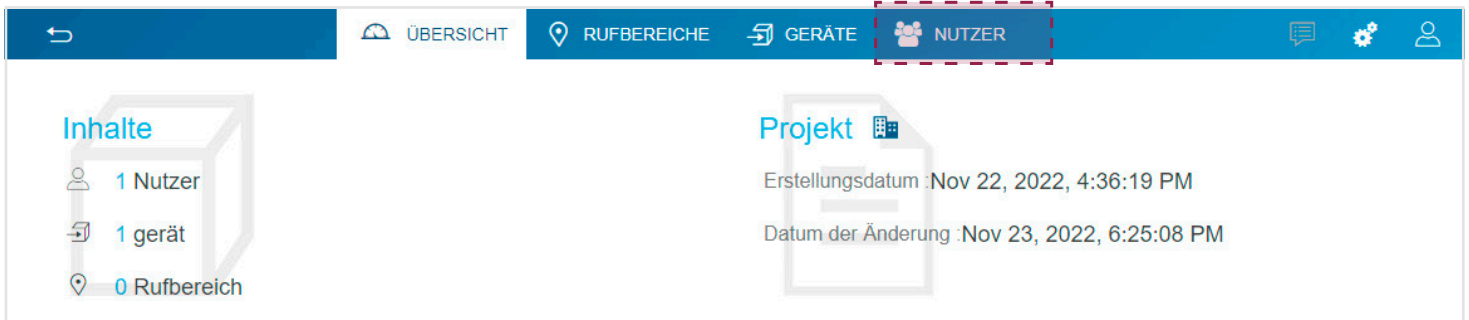 ÜBERSICHT RUFBEREICHE GERÄTE NUTZER
Inhalte
1 Nutzer
1 gerät
0 Rufbereich
Projekt
Erstellungsdatum :Nov 22, 2022, 4:36:19 PM
Datum der Änderung :Nov 23, 2022, 6:25:08 PM